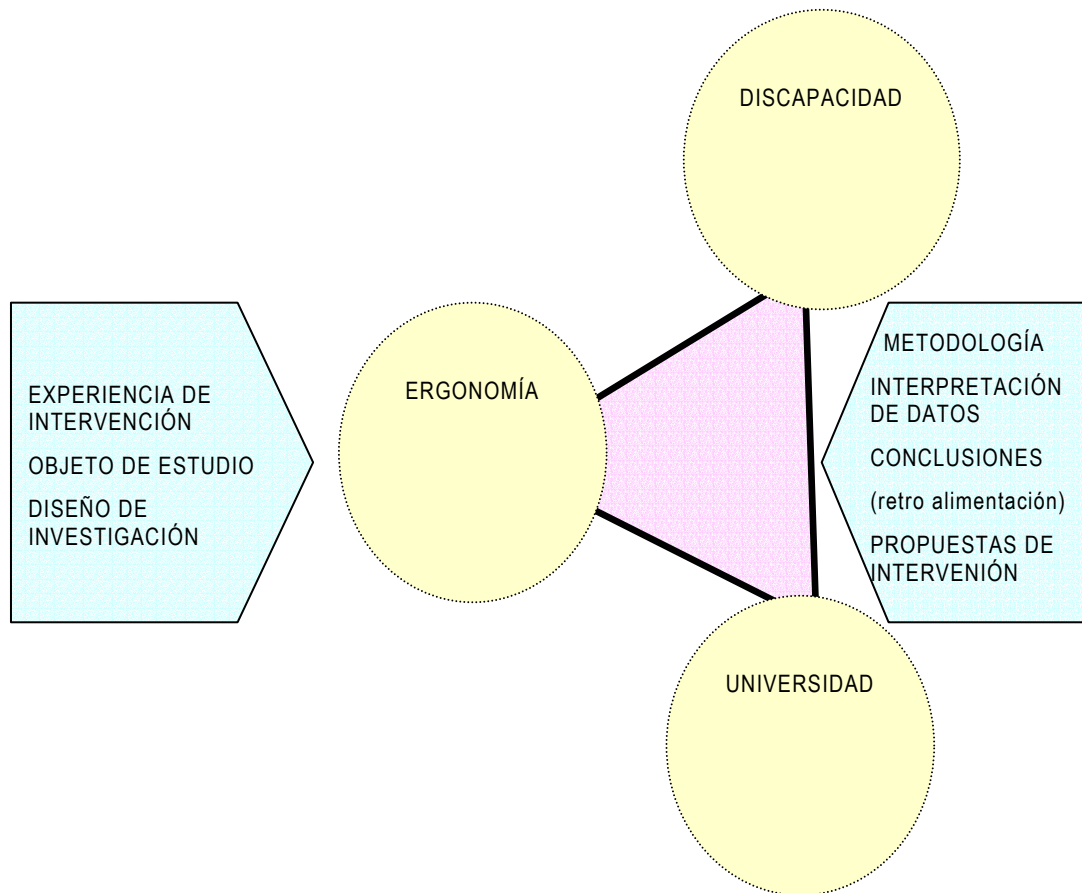 DISCAPACIDAD
ERGONOMÍA
EXPERIENCIA DE
INTERVENCIÓN
OBJETO DE ESTUDIO
DISEÑO DE
INVESTIGACIÓN
METODOLOGÍA
INTERPRETACIÓN
DE DATOS
CONCLUSIONES
(retro alimentación)
PROPUESTAS DE
INTERVENIÓN
UNIVERSIDAD